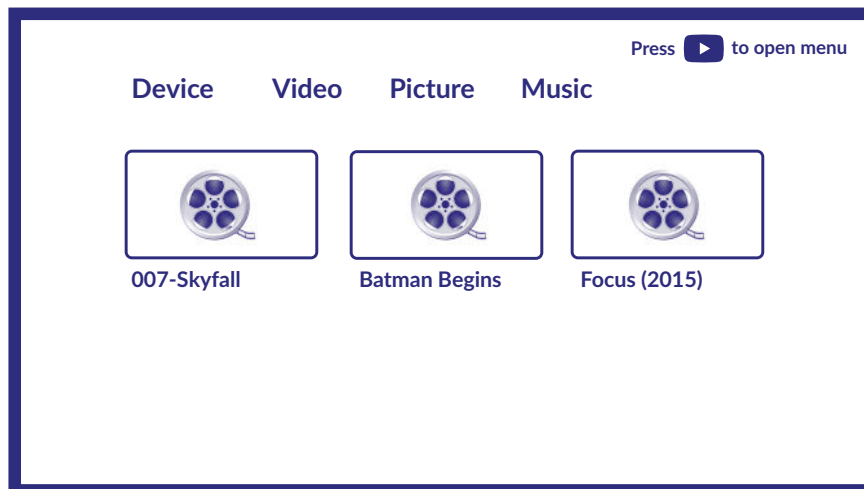 Press to open menu
Device Video Picture Music
007-Skyfall Batman Begins Focus (2015)